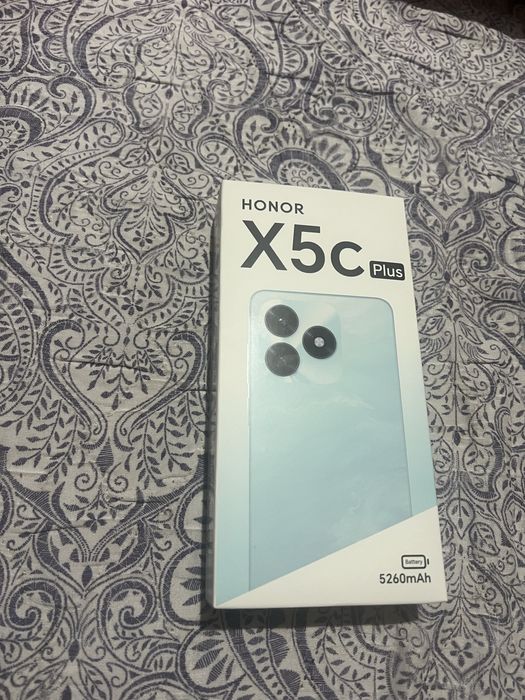 HONOR
X5c Plus
Battery
5260mAh